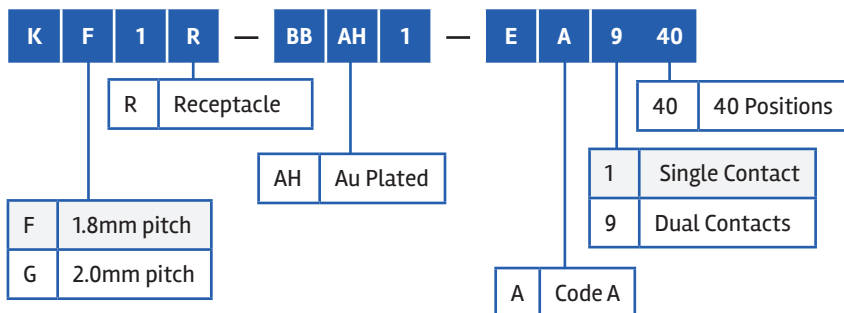 K F 1 R — BB AH 1 — E A 9 40
R Receptacle
40 40 Positions
AH Au Plated
1 Single Contact
9 Dual Contacts
F 1.8mm pitch
G 2.0mm pitch
A Code A